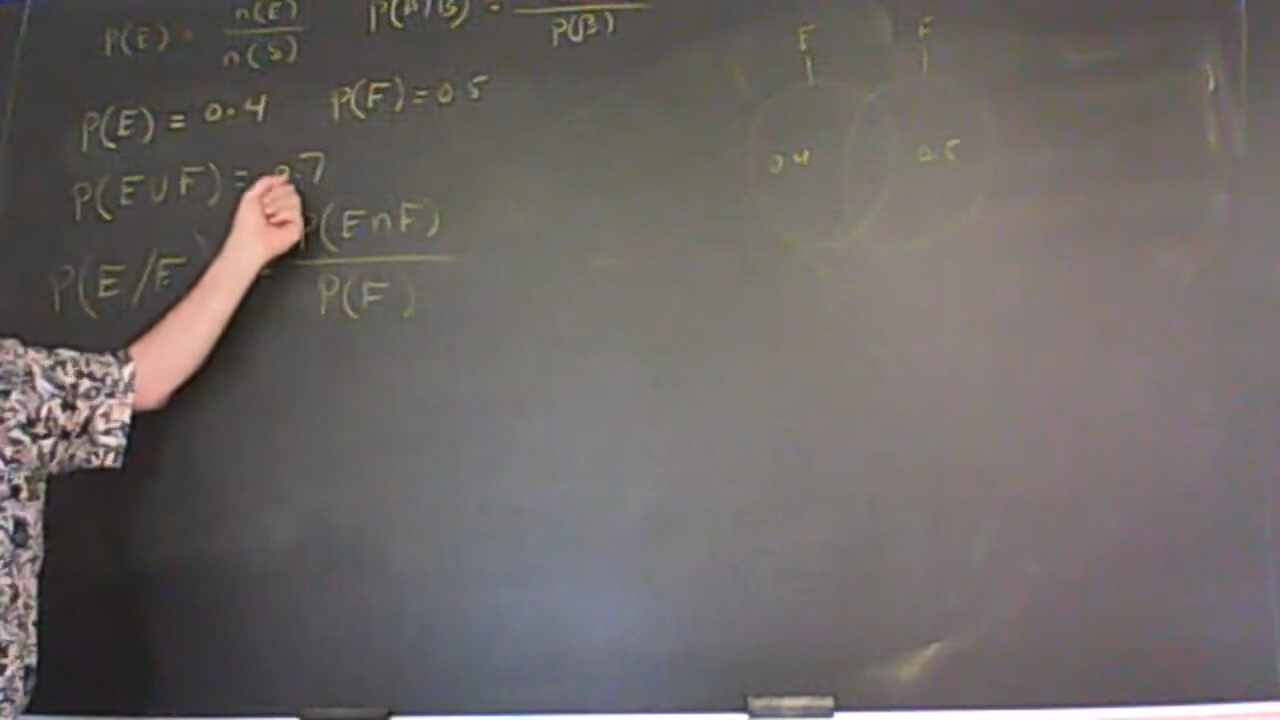 P(E) = n(E) / n(S)
P(B) 
P(E) = 0.4 P(F) = 0.5
P(E∪F) = 0.7
P(E/F) = P(E∩F) / P(F)
E F
0.4 0.5